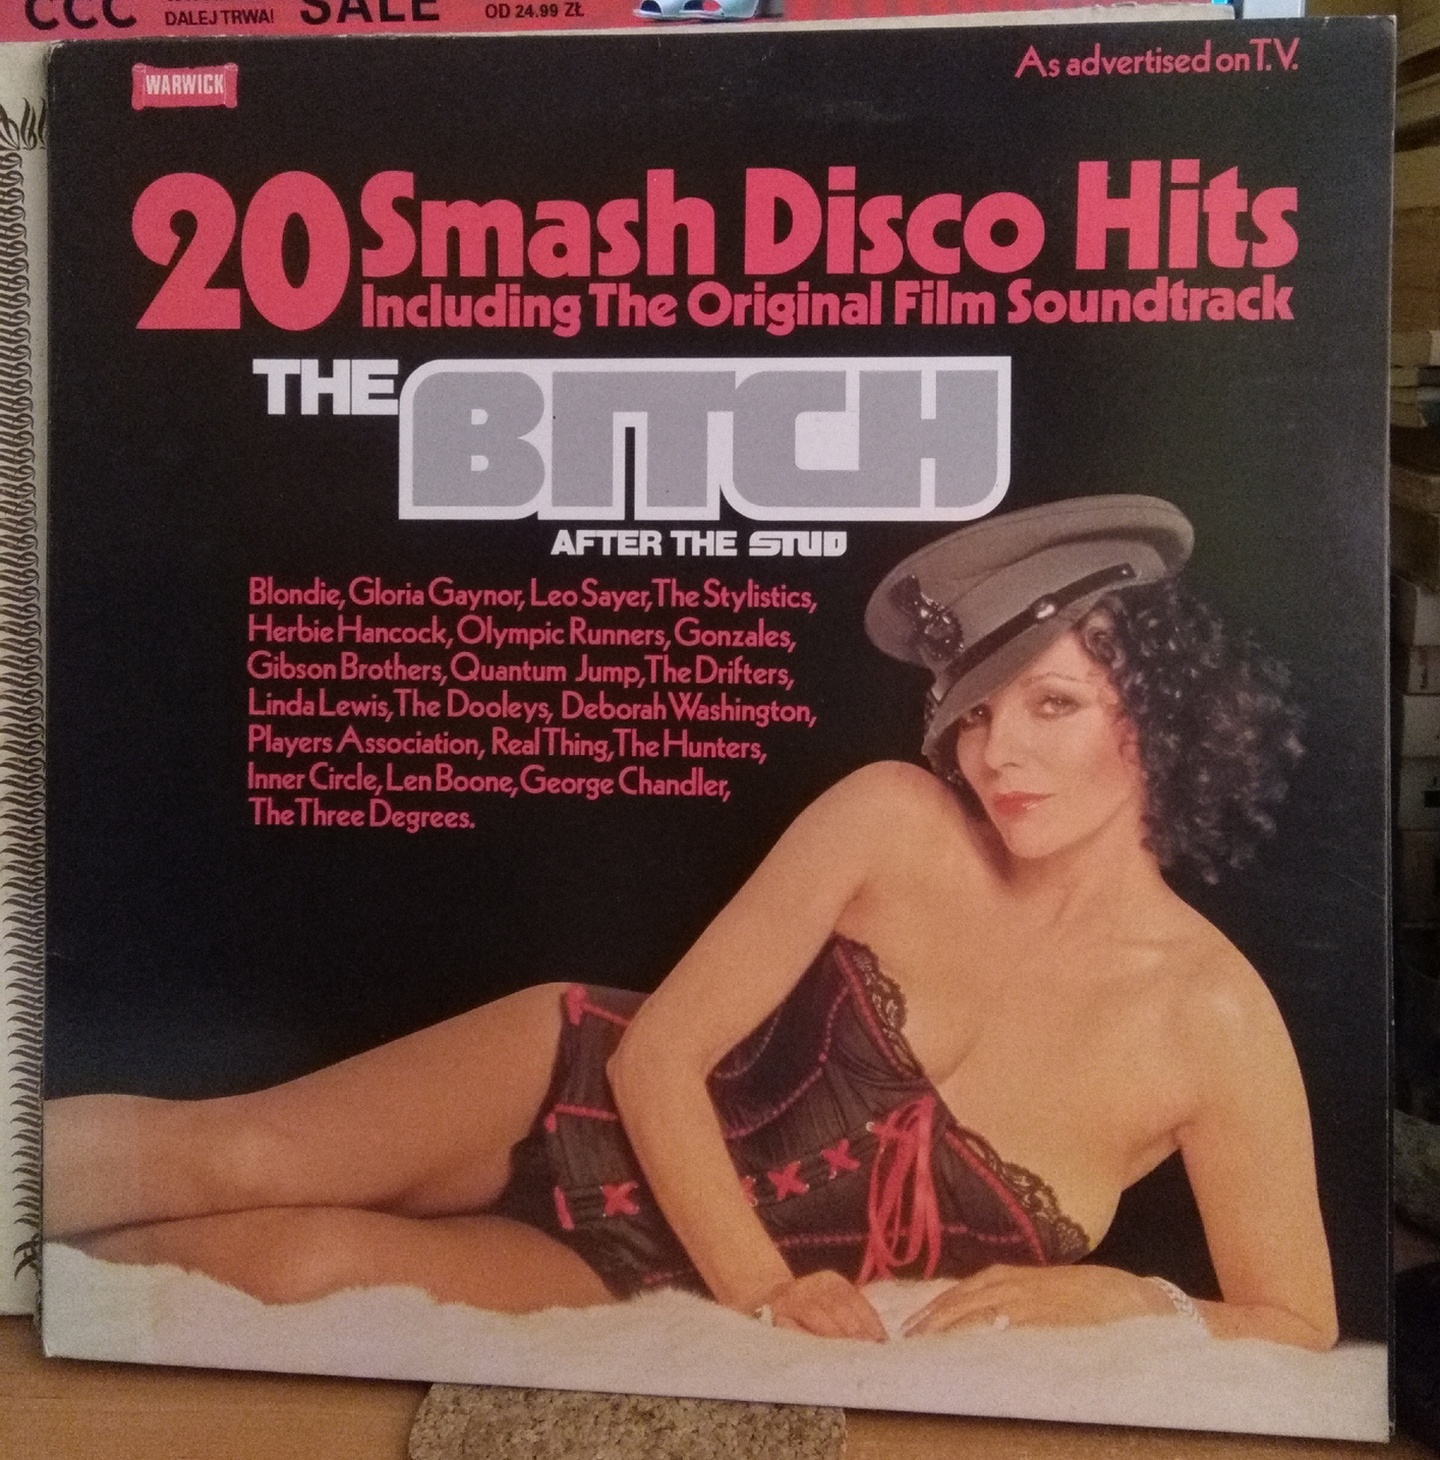 CCC
DALEJ TRWA!
SALE
OD 24.99 ZŁ
WARWICK
As advertised on T.V.
20 Smash Disco Hits
Including The Original Film Soundtrack
THE BITCH
AFTER THE STUD
Blondie, Gloria Gaynor, Leo Sayer, The Stylistics,
Herbie Hancock, Olympic Runners, Gonzales,
Gibson Brothers, Quantum Jump, The Drifters,
Linda Lewis, The Dooleys, Deborah Washington,
Players Association, Real Thing, The Hunters,
Inner Circle, Len Boone, George Chandler,
The Three Degrees.